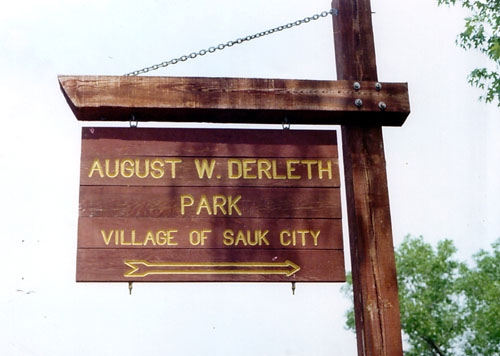 AUGUST W. DERLETH
PARK
VILLAGE OF SAUK CITY